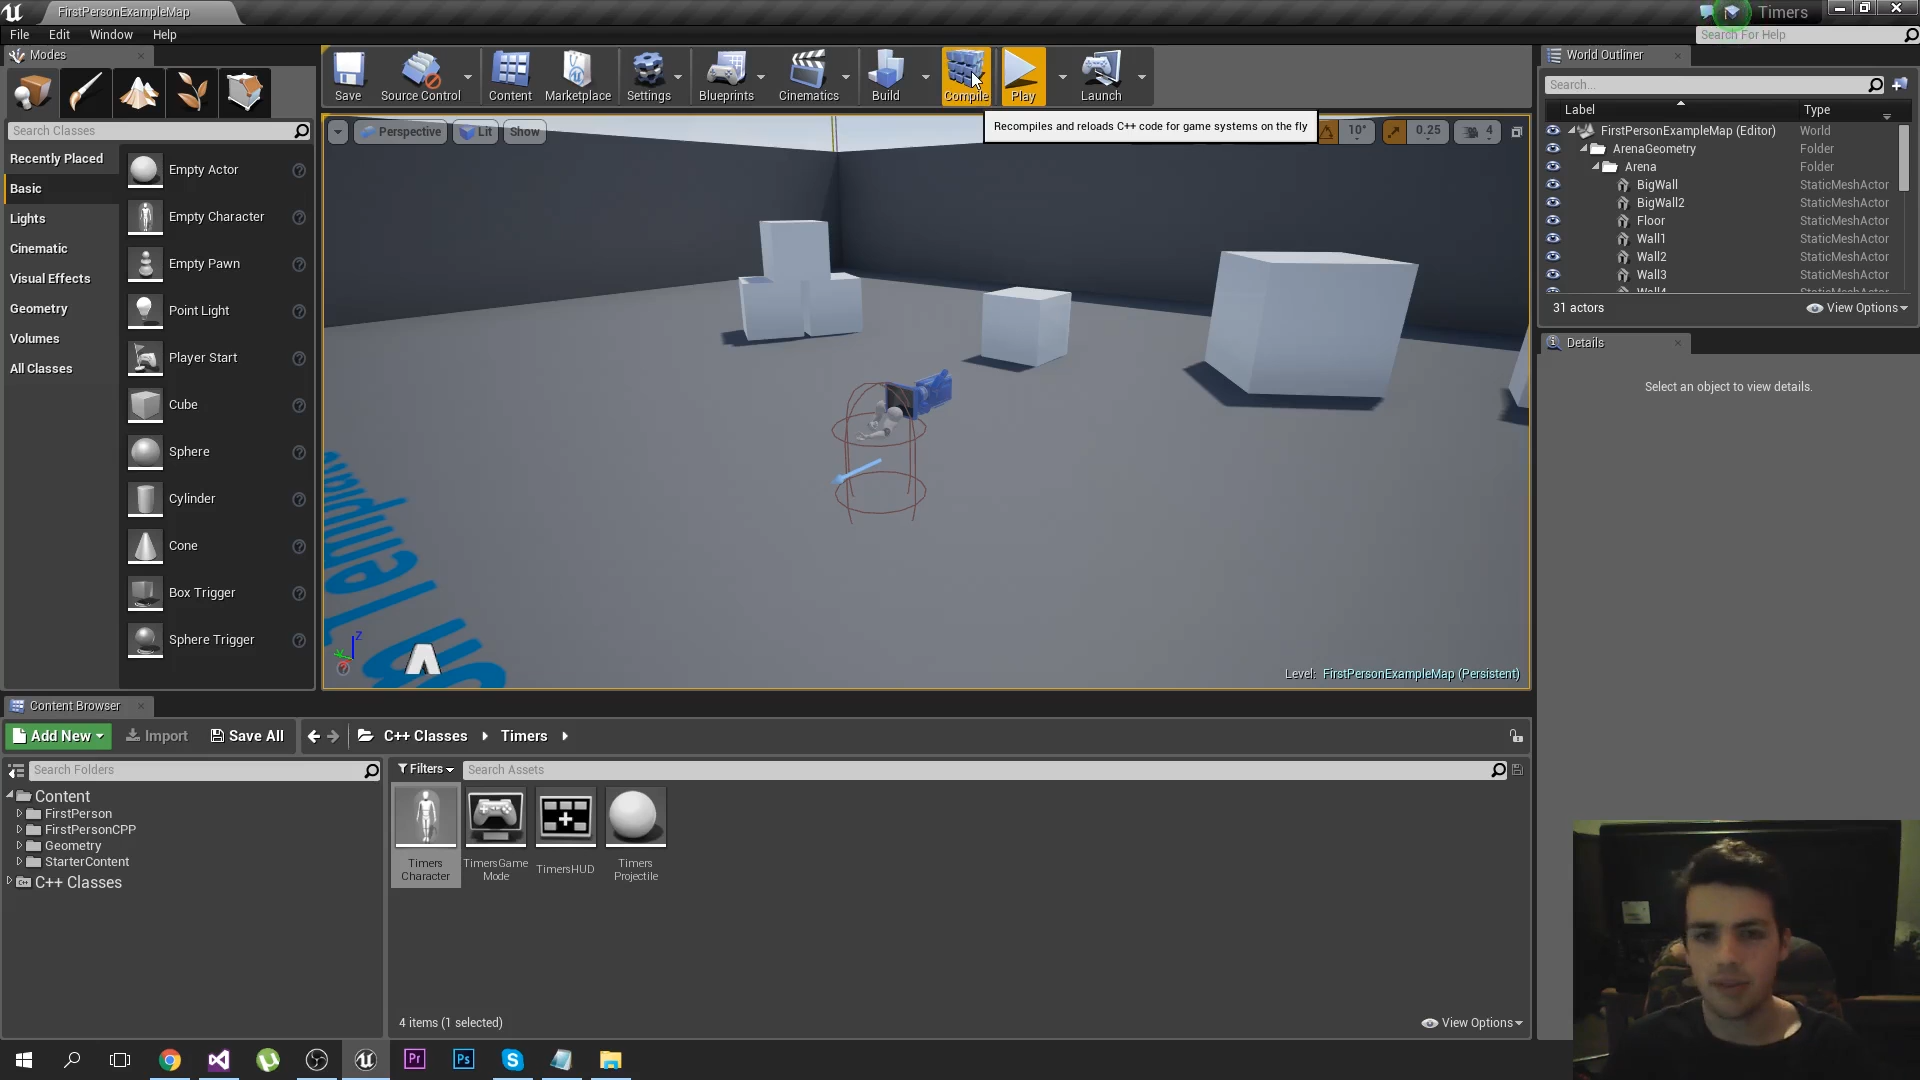 FirstPersonExampleMap
Timers
File Edit Window Help
Search For Help
Modes
Save
Source Control
Content
Marketplace
Settings
Blueprints
Cinematics
Build
Compile
Play
Launch
World Outliner
Search...
Search Classes
Perspective Lit Show
Recompiles and reloads C++ code for game systems on the fly
10° 0.25 4
Label Type
FirstPersonExampleMap (Editor) World
ArenaGeometry Folder
Arena Folder
BigWall StaticMeshActor
BigWall2 StaticMeshActor
Floor StaticMeshActor
Wall1 StaticMeshActor
Wall2 StaticMeshActor
Wall3 StaticMeshActor
Wall4 StaticMeshActor
31 actors
View Options
Details
Select an object to view details.
Recently Placed
Basic
Lights
Cinematic
Visual Effects
Geometry
Volumes
All Classes
Empty Actor
Empty Character
Empty Pawn
Point Light
Player Start
Cube
Sphere
Cylinder
Cone
Box Trigger
Sphere Trigger
Z
Level: FirstPersonExampleMap (Persistent)
Content Browser
Add New Import Save All C++ Classes Timers
Search Folders
Filters
Search Assets
Content
FirstPerson
FirstPersonCPP
Geometry
StarterContent
C++ Classes
Timers
Character
TimersGame
Mode
TimersHUD
Timers
Projectile
4 items (1 selected)
View Options
Pr
Ps